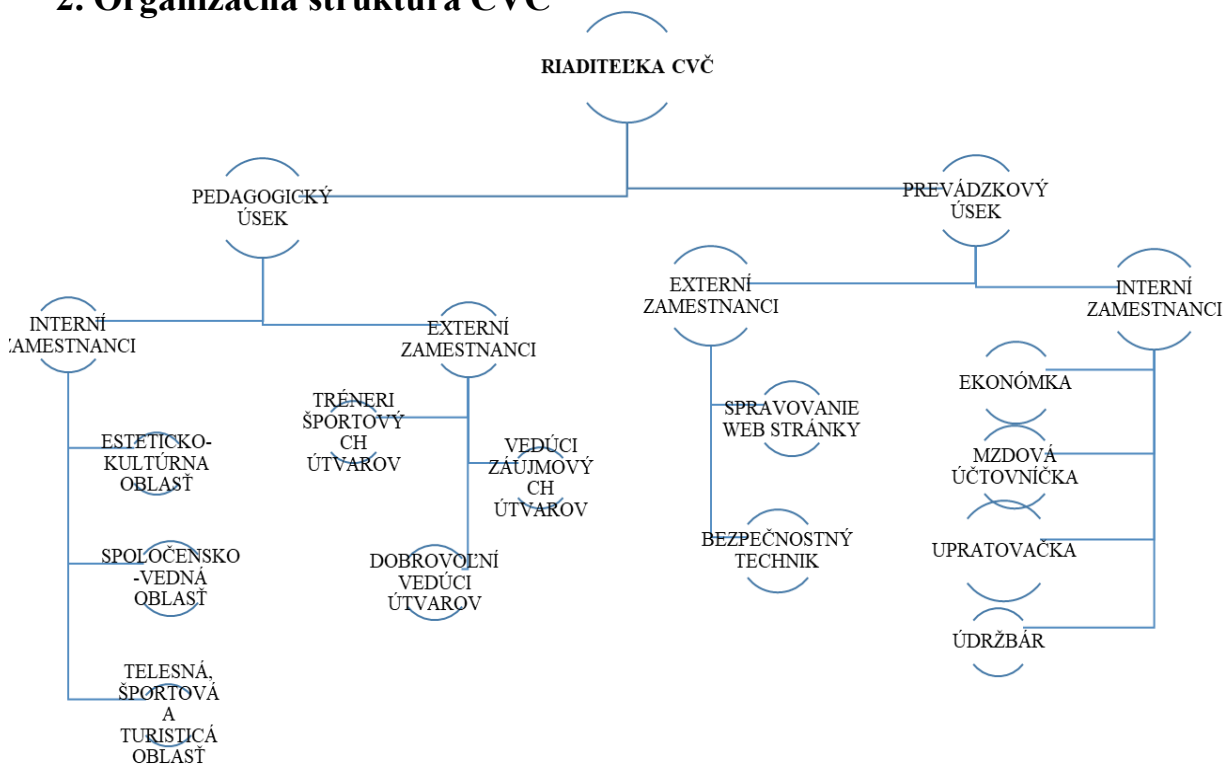 2. Organizačná štruktúra CVČ
RIADITEĽKA CVČ
PEDAGOGICKÝ
ÚSEK
PREVÁDZKOVÝ
ÚSEK
INTERNÍ
ZAMESTNANCI
EXTERNÍ
ZAMESTNANCI
EXTERNÍ
ZAMESTNANCI
INTERNÍ
ZAMESTNANCI
ESTETICKO-
KULTÚRNA
OBLASŤ
SPOLOČENSKO
-VEDNÁ
OBLASŤ
TELESNÁ,
ŠPORTOVÁ
A
TURISTICÁ
OBLASŤ
TRÉNERI
ŠPORTOVÝ
CH
ÚTVAROV
VEDÚCI
ZÁUJMOVÝ
CH
ÚTVAROV
DOBROVOĽNÍ
VEDÚCI
ÚTVAROV
SPRAVOVANIE
WEB STRÁNKY
BEZPEČNOSTNÝ
TECHNIK
EKONÓMKA
MZDOVÁ
ÚČTOVNÍČKA
UPRATOVAČKA
ÚDRŽBÁR